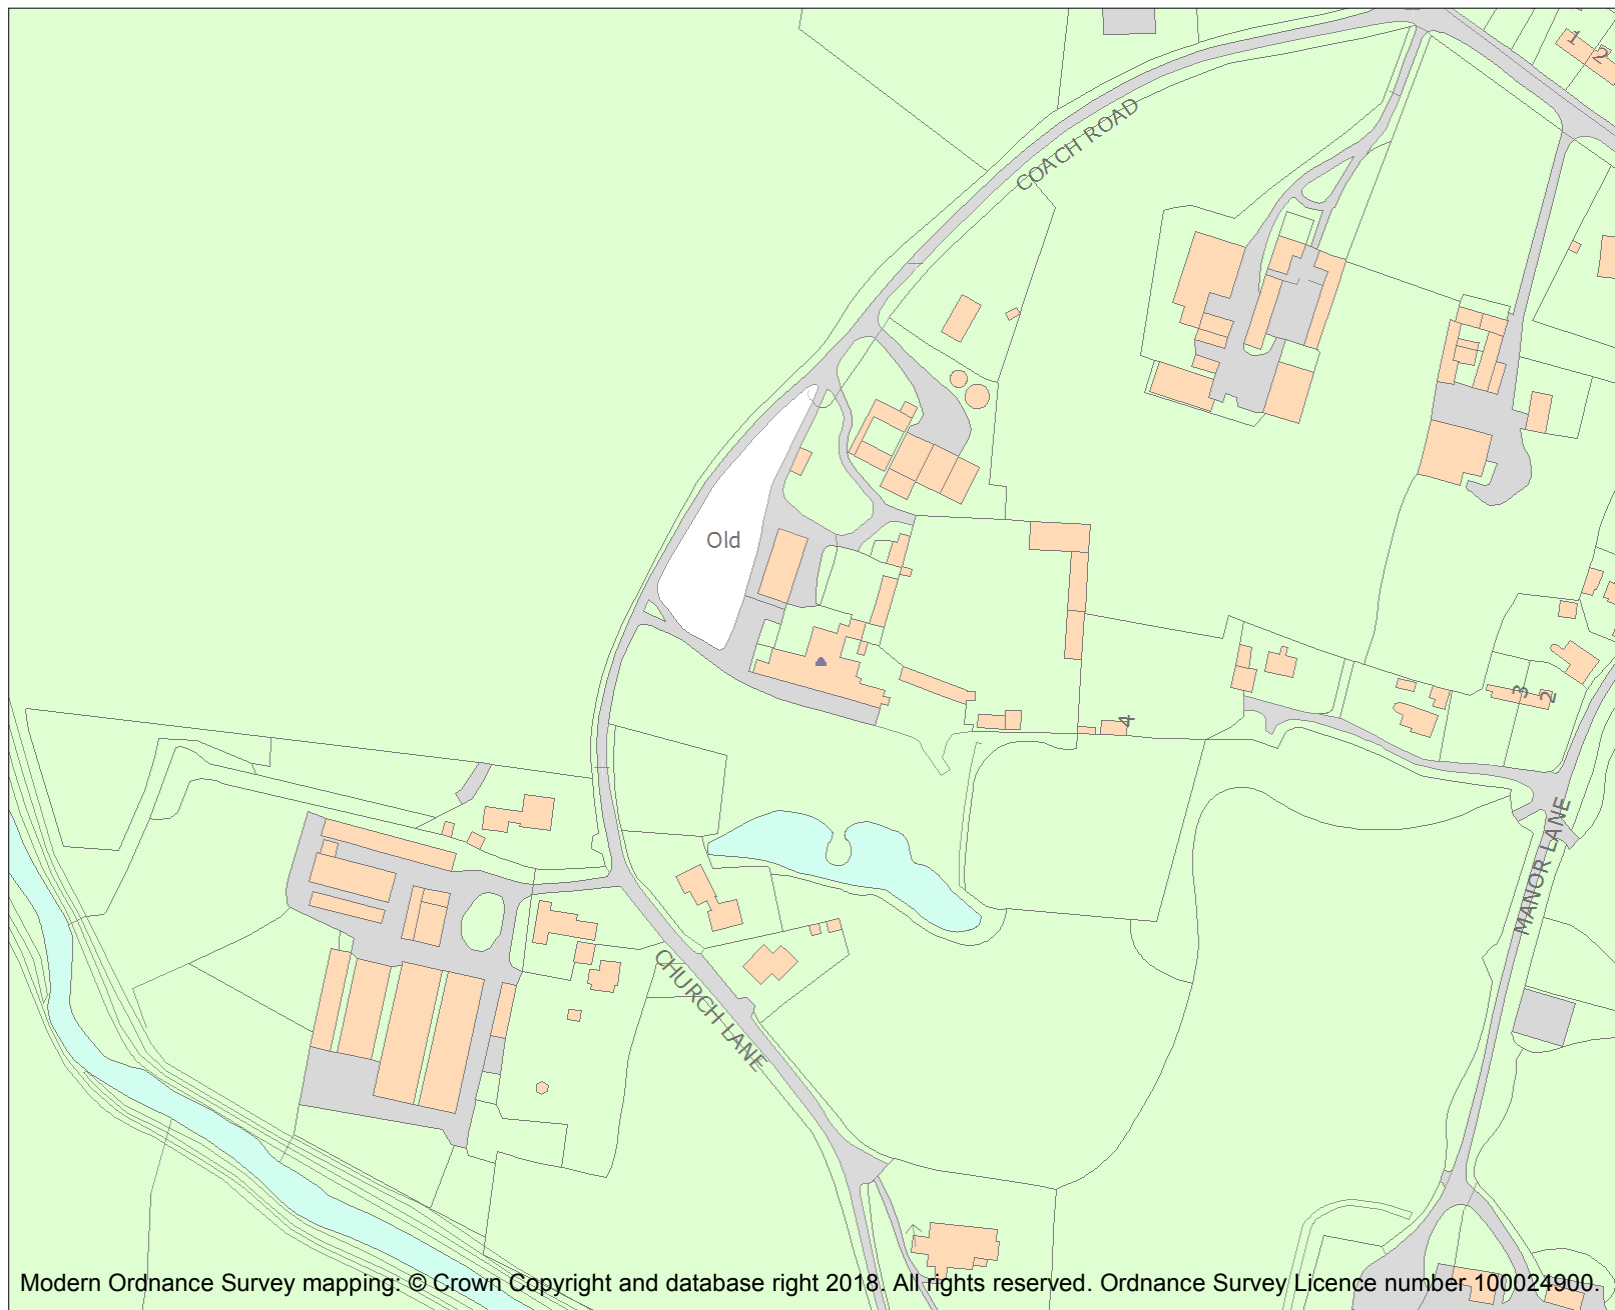 1
2
COACH ROAD
Old
4
3
2
MANOR LANE
CHURCH LANE
Modern Ordnance Survey mapping: © Crown Copyright and database right 2018. All rights reserved. Ordnance Survey Licence number 100024900.